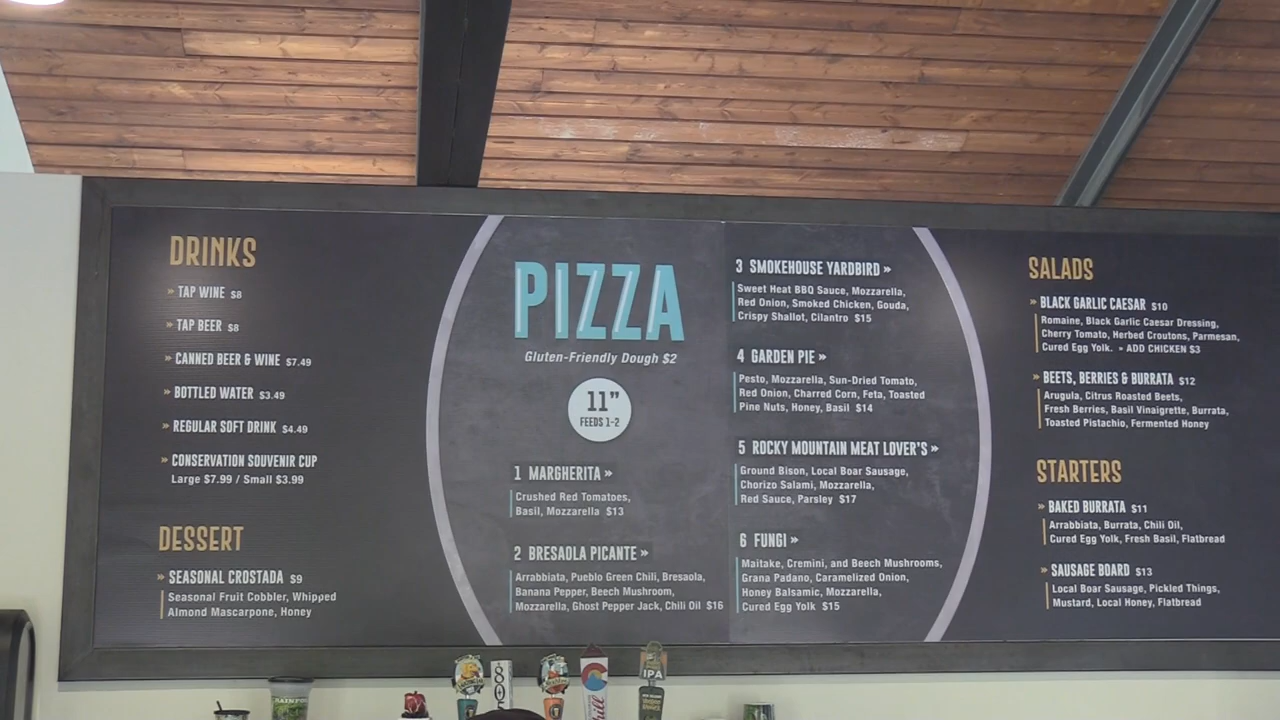 DRINKS
» TAP WINE $8
» TAP BEER $8
» CANNED BEER & WINE $7.49
» BOTTLED WATER $3.49
» REGULAR SOFT DRINK $4.49
» CONSERVATION SOUVENIR CUP
Large $7.99 / Small $3.99
DESSERT
» SEASONAL CROSTADA $9
Seasonal Fruit Cobbler, Whipped
Almond Mascarpone, Honey
PIZZA
Gluten-Friendly Dough $2
11”
FEEDS 1-2
1 MARGHERITA »
Crushed Red Tomatoes,
Basil, Mozzarella $13
2 BRESAOLA PICANTE »
Arrabbiata, Pueblo Green Chili, Bresaola,
Banana Pepper, Beech Mushroom,
Mozzarella, Ghost Pepper Jack, Chili Oil $16
3 SMOKEHOUSE YARDBIRD »
Sweet Heat BBQ Sauce, Mozzarella,
Red Onion, Smoked Chicken, Gouda,
Crispy Shallot, Cilantro $15
4 GARDEN PIE »
Pesto, Mozzarella, Sun-Dried Tomato,
Red Onion, Charred Corn, Feta, Toasted
Pine Nuts, Honey, Basil $14
5 ROCKY MOUNTAIN MEAT LOVER'S »
Ground Bison, Local Boar Sausage,
Chorizo Salami, Mozzarella,
Red Sauce, Parsley $17
6 FUNGI »
Maitake, Cremini, and Beech Mushrooms,
Grana Padano, Caramelized Onion,
Honey Balsamic, Mozzarella,
Cured Egg Yolk $15
SALADS
» BLACK GARLIC CAESAR $10
Romaine, Black Garlic Caesar Dressing,
Cherry Tomato, Herbed Croutons, Parmesan,
Cured Egg Yolk. » ADD CHICKEN $3
» BEETS, BERRIES & BURRATA $12
Arugula, Citrus Roasted Beets,
Fresh Berries, Basil Vinaigrette, Burrata,
Toasted Pistachio, Fermented Honey
STARTERS
» BAKED BURRATA $11
Arrabbiata, Burrata, Chili Oil,
Cured Egg Yolk, Fresh Basil, Flatbread
» SAUSAGE BOARD $13
Local Boar Sausage, Pickled Things,
Mustard, Local Honey, Flatbread
805
IPA